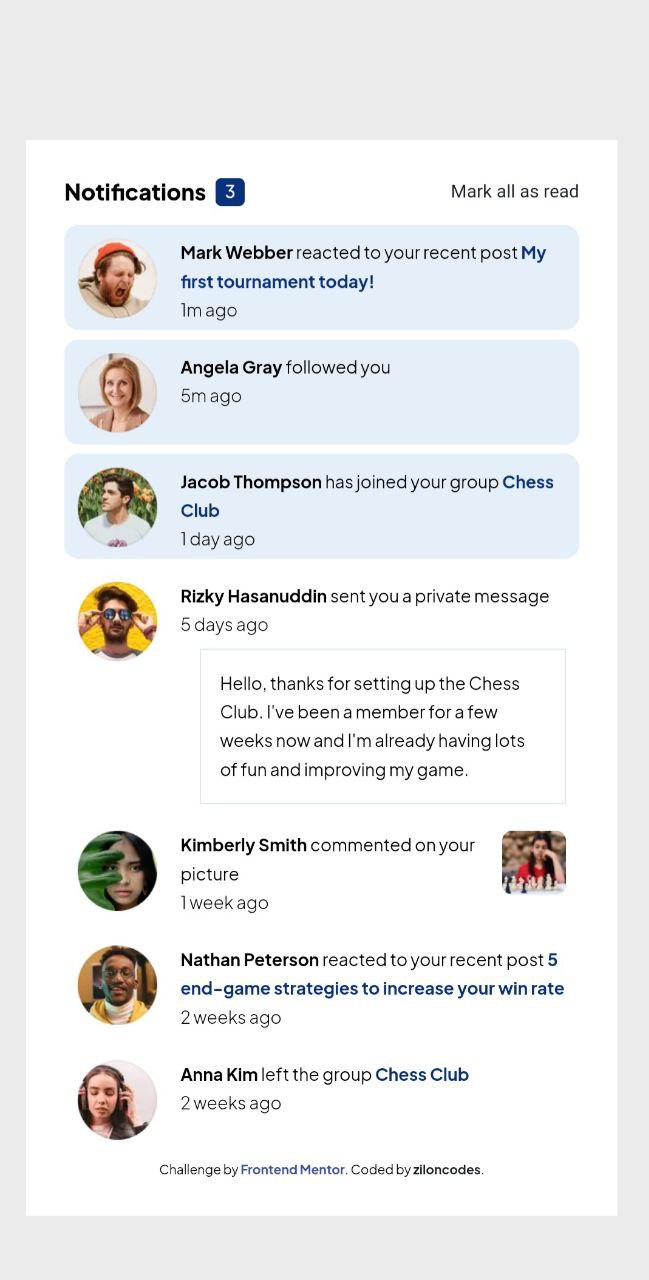 Notifications 3 Mark all as read
Mark Webber reacted to your recent post My
first tournament today!
1m ago
Angela Gray followed you
5m ago
Jacob Thompson has joined your group Chess
Club
1 day ago
Rizky Hasanuddin sent you a private message
5 days ago
Hello, thanks for setting up the Chess
Club. I've been a member for a few
weeks now and I'm already having lots
of fun and improving my game.
Kimberly Smith commented on your
picture
1 week ago
Nathan Peterson reacted to your recent post 5
end-game strategies to increase your win rate
2 weeks ago
Anna Kim left the group Chess Club
2 weeks ago
Challenge by Frontend Mentor. Coded byziloncodes.